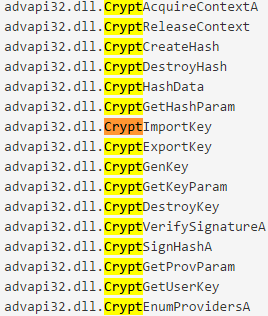 advapi32.dll.CryptAcquireContextA
advapi32.dll.CryptReleaseContext
advapi32.dll.CryptCreateHash
advapi32.dll.CryptDestroyHash
advapi32.dll.CryptHashData
advapi32.dll.CryptGetHashParam
advapi32.dll.CryptImportKey
advapi32.dll.CryptExportKey
advapi32.dll.CryptGenKey
advapi32.dll.CryptGetKeyParam
advapi32.dll.CryptDestroyKey
advapi32.dll.CryptVerifySignatureA
advapi32.dll.CryptSignHashA
advapi32.dll.CryptGetProvParam
advapi32.dll.CryptGetUserKey
advapi32.dll.CryptEnumProvidersA